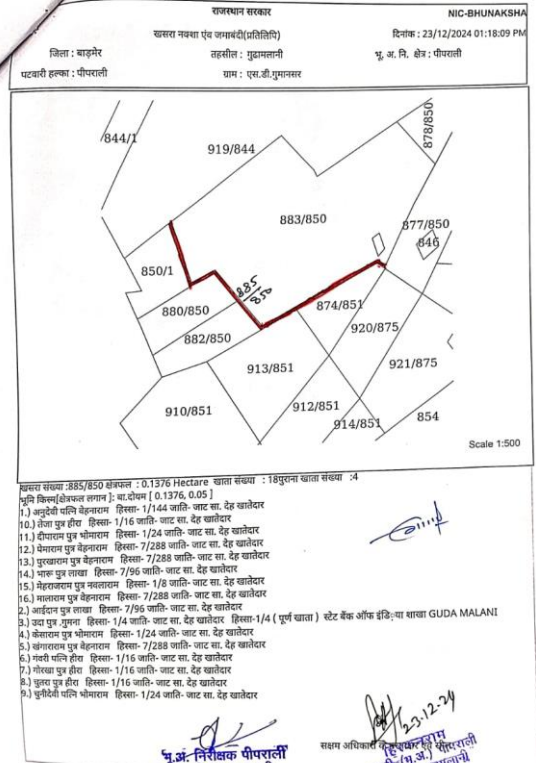 राजस्थान सरकार
NIC-BHUNAKSHA
खसरा नक्शा एंव जमाबंदी(प्रतिलिपि)
दिनांक : 23/12/2024 01:18:09 PM
जिला : बाड़मेर
तहसील : गुढामलानी
भू. अ. नि. क्षेत्र : पीपराली
पटवारी हल्का : पीपराली
ग्राम : एस.डी.गुमानसर
844/1
919/844
878/850
883/850
877/850
846
850/1
885/850
880/850
874/851
882/850
920/875
913/851
921/875
910/851
912/851
914/851
854
Scale 1:500
खसरा संख्या :885/850 क्षेत्रफल : 0.1376 Hectare खाता संख्या : 18पुराना खाता संख्या :4
भूमि किस्म[क्षेत्रफल लगान ]: बा.दोयम [ 0.1376, 0.05 ]
1.) अनुदेवी पत्नि वेहनाराम हिस्सा- 1/144 जाति- जाट सा. देह खातेदार
10.) तेजा पुत्र हीरा हिस्सा- 1/16 जाति- जाट सा. देह खातेदार
11.) दीपाराम पुत्र भोमाराम हिस्सा- 1/24 जाति- जाट सा. देह खातेदार
12.) पेमाराम पुत्र वेहनाराम हिस्सा- 7/288 जाति- जाट सा. देह खातेदार
13.) पुरखाराम पुत्र वेहनाराम हिस्सा- 7/288 जाति- जाट सा. देह खातेदार
14.) भारू पुत्र लाखा हिस्सा- 7/96 जाति- जाट सा. देह खातेदार
15.) मेहराजराम पुत्र नवलाराम हिस्सा- 1/8 जाति- जाट सा. देह खातेदार
16.) मालाराम पुत्र वेहनाराम हिस्सा- 7/288 जाति- जाट सा. देह खातेदार
2.) आईदान पुत्र लाखा हिस्सा- 7/96 जाति- जाट सा. देह खातेदार
3.) उदा पुत्र गुमना हिस्सा- 1/4 जाति- जाट सा. देह खातेदार हिस्सा-1/4 ( पूर्ण खाता ) स्टेट बैंक ऑफ इंडिया शाखा GUDA MALANI
4.) केसाराम पुत्र भोमाराम हिस्सा- 1/24 जाति- जाट सा. देह खातेदार
5.) खंगाराराम पुत्र वेहनाराम हिस्सा- 7/288 जाति- जाट सा. देह खातेदार
6.) गंवरी पत्नि हीरा हिस्सा- 1/16 जाति- जाट सा. देह खातेदार
7.) गोरखा पुत्र हीरा हिस्सा- 1/16 जाति- जाट सा. देह खातेदार
8.) चुतरा पुत्र हीरा हिस्सा- 1/16 जाति- जाट सा. देह खातेदार
9.) चुनीदेवी पत्नि भोमाराम हिस्सा- 1/24 जाति- जाट सा. देह खातेदार
23-12-24
भू.अ. निरीक्षक पीपराली
सक्षम अधिकारी के हस्ताक्षर
(भू.अ.) पीपराली